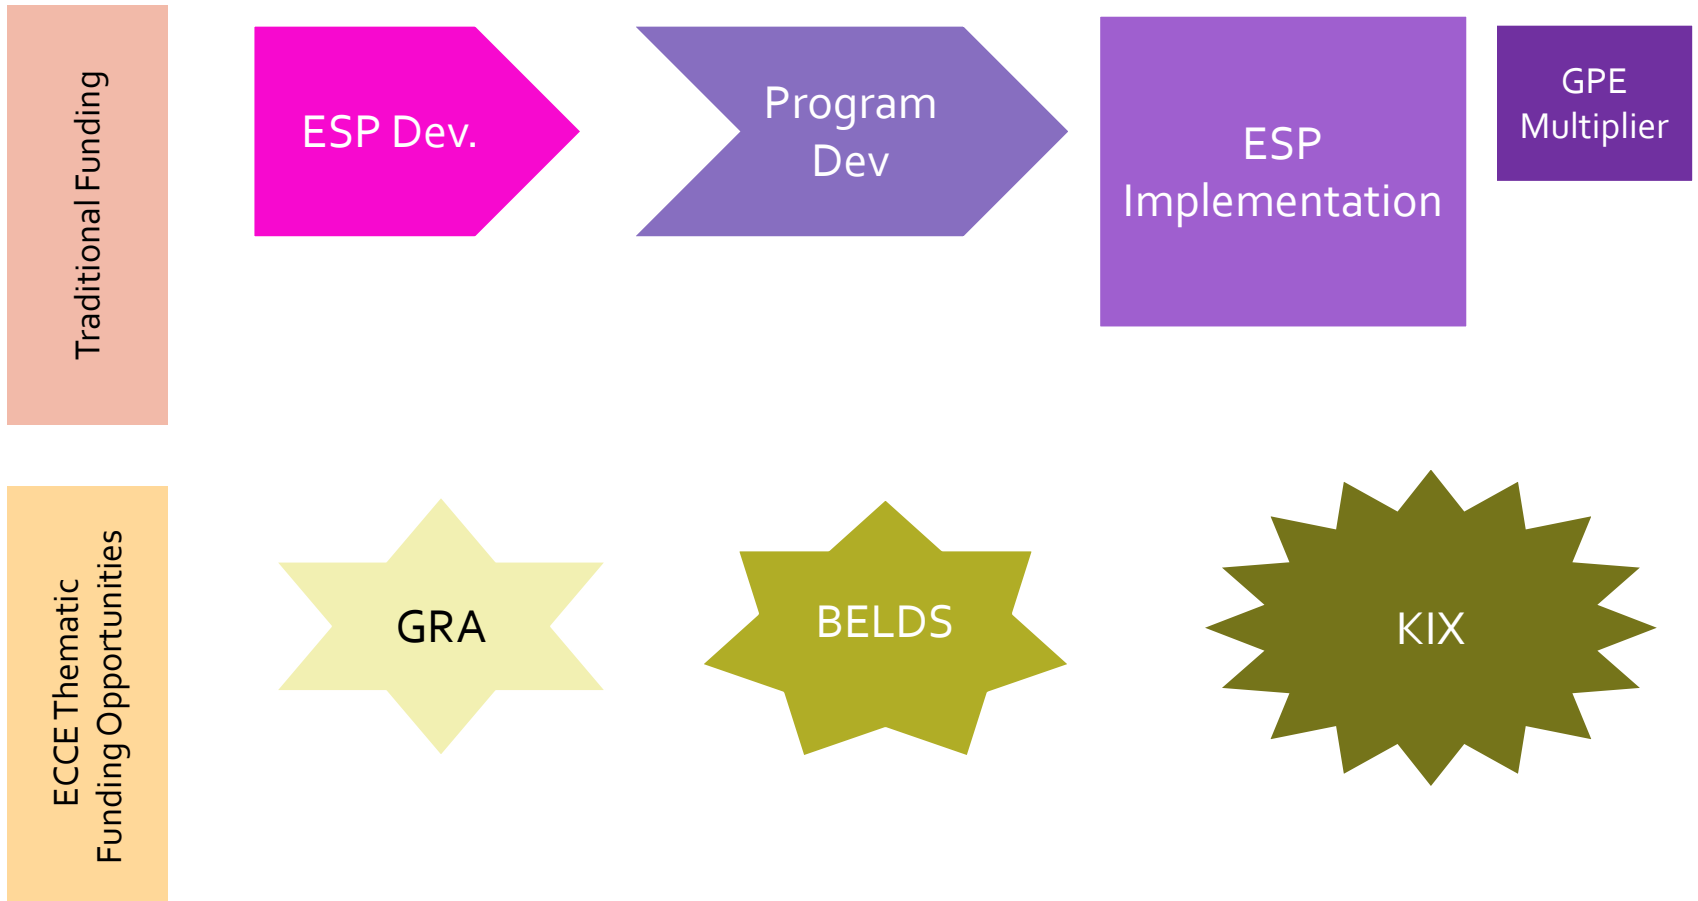 Traditional Funding
ESP Dev.
Program
Dev
ESP
Implementation
GPE
Multiplier
ECCE Thematic
Funding Opportunities
GRA
BELDS
KIX